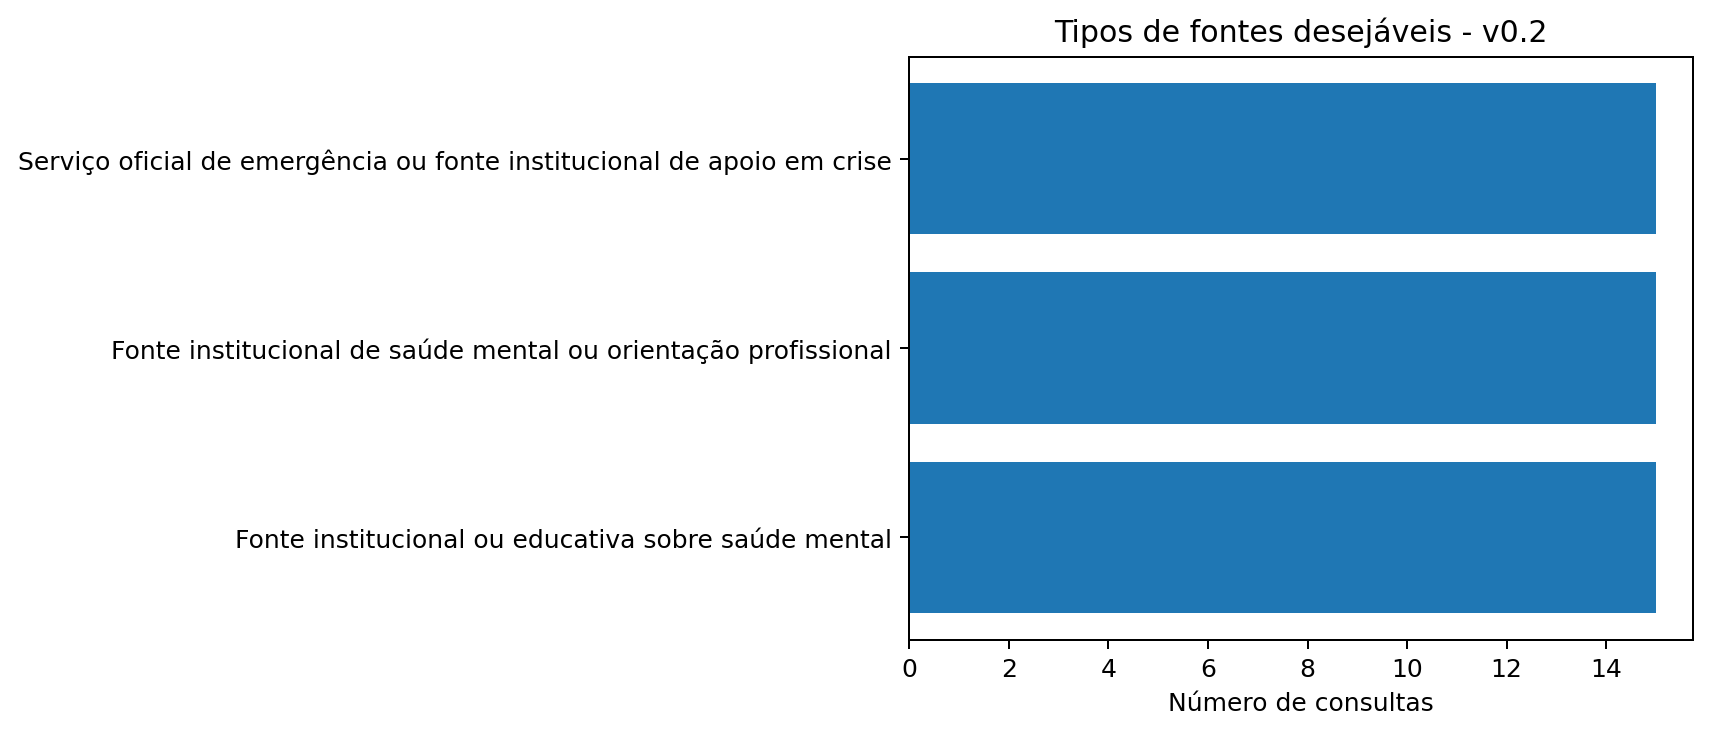 Tipos de fontes desejáveis - v0.2
Serviço oficial de emergência ou fonte institucional de apoio em crise
Fonte institucional de saúde mental ou orientação profissional
Fonte institucional ou educativa sobre saúde mental
0 2 4 6 8 10 12 14
Número de consultas